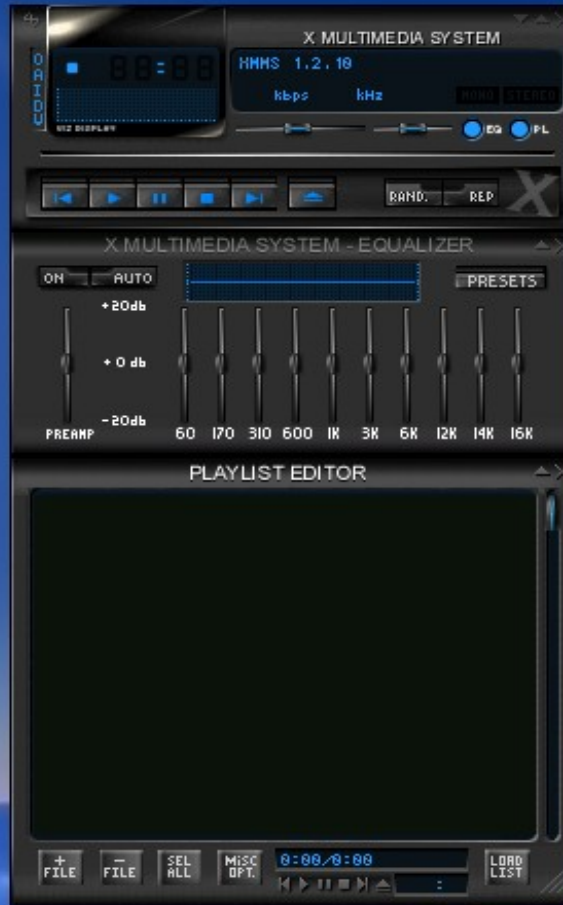 X MULTIMEDIA SYSTEM
O
A
I
D
V
XMMS 1.2.10
kbps kHz
MONO STEREO
VIZ DISPLAY
EQ PL
RAND. REP
X
X MULTIMEDIA SYSTEM - EQUALIZER
ON AUTO PRESETS
+20db
+0 db
-20db
PREAMP 60 170 310 600 1K 3K 6K 12K 14K 16K
PLAYLIST EDITOR
+ FILE
- FILE
SEL ALL
MISC OPT.
0:00/0:00
:
LOAD LIST